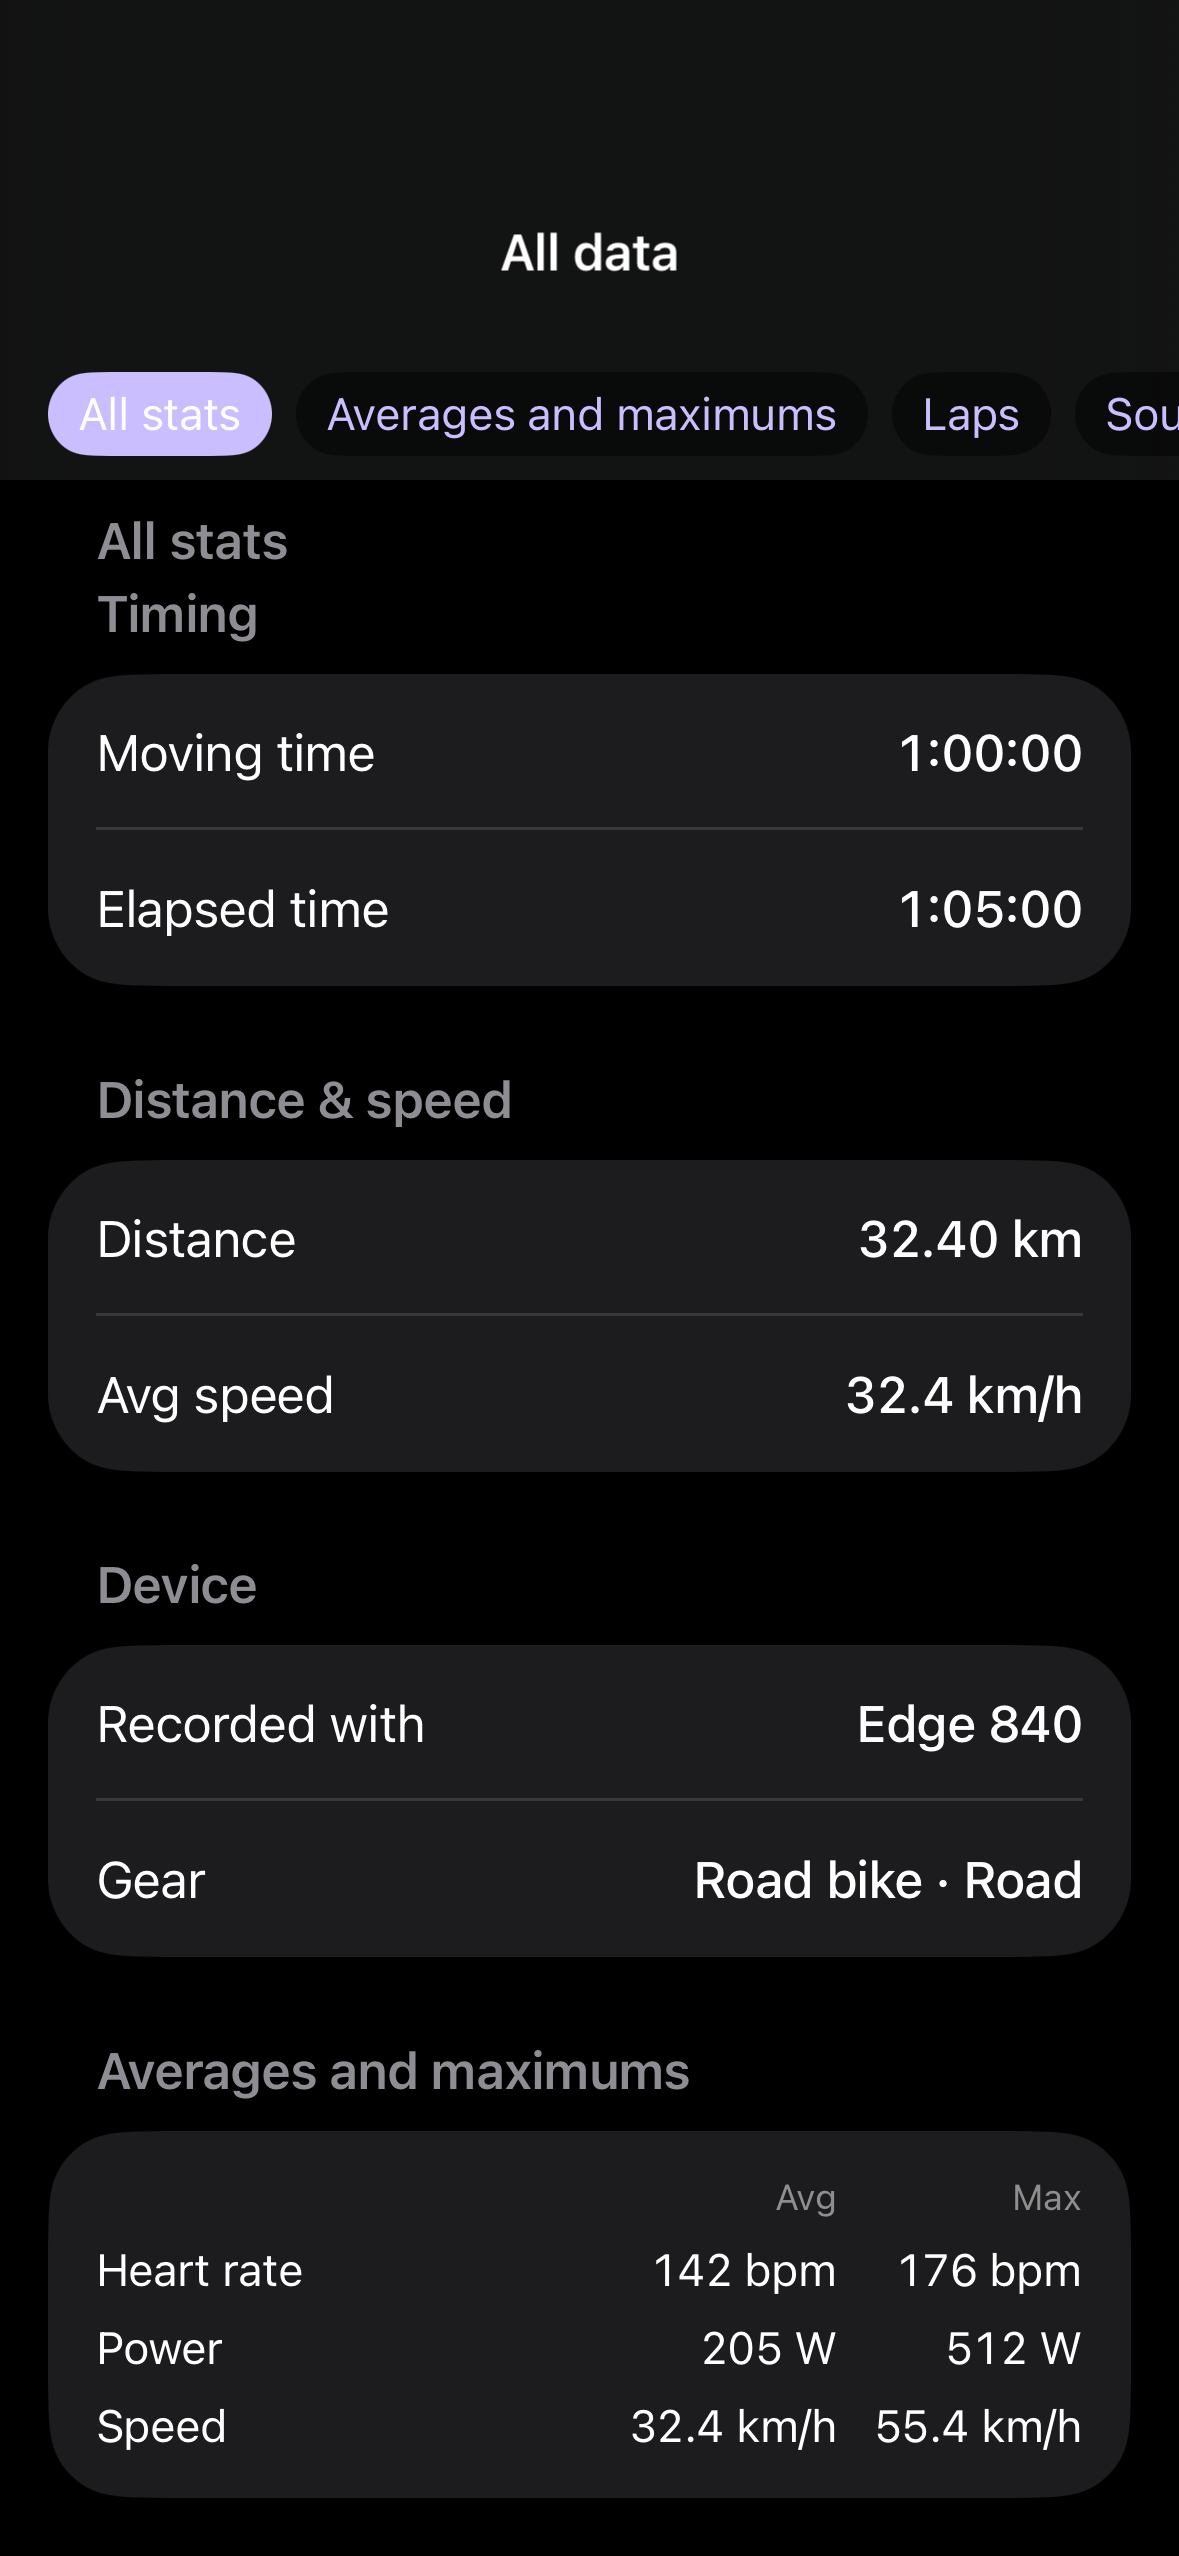 All data
All stats Averages and maximums Laps Sou
All stats
Timing
Moving time 1:00:00
Elapsed time 1:05:00
Distance & speed
Distance 32.40 km
Avg speed 32.4 km/h
Device
Recorded with Edge 840
Gear Road bike · Road
Averages and maximums
Avg Max
Heart rate 142 bpm 176 bpm
Power 205 W 512 W
Speed 32.4 km/h 55.4 km/h